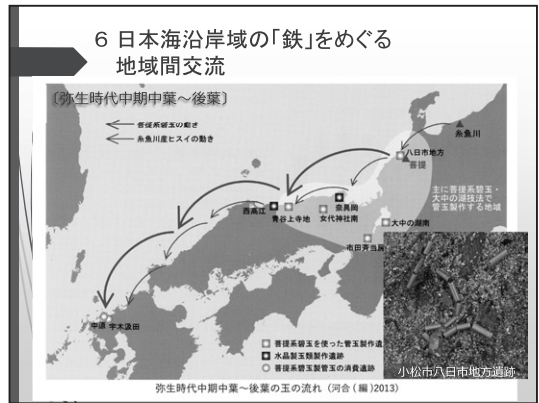 ６ 日本海沿岸域の「鉄」をめぐる
地域間交流
〔弥生時代中期中葉～後葉〕
菩提系碧玉の動き
糸魚川産ヒスイの動き
糸魚川
八日市地方
菩提
主に菩提系碧玉・
大中の湖技法で
管玉製作する地域
西高江
青谷上寺地
奈具岡
女代神社南
大中の湖南
市田斉当坊
中原
宇木汲田
菩提系碧玉を使った管玉製作遺
水晶製玉類製作遺跡
菩提系碧玉製管玉の消費遺跡
小松市八日市地方遺跡
弥生時代中期中葉～後葉の玉の流れ（河合（編）2013）